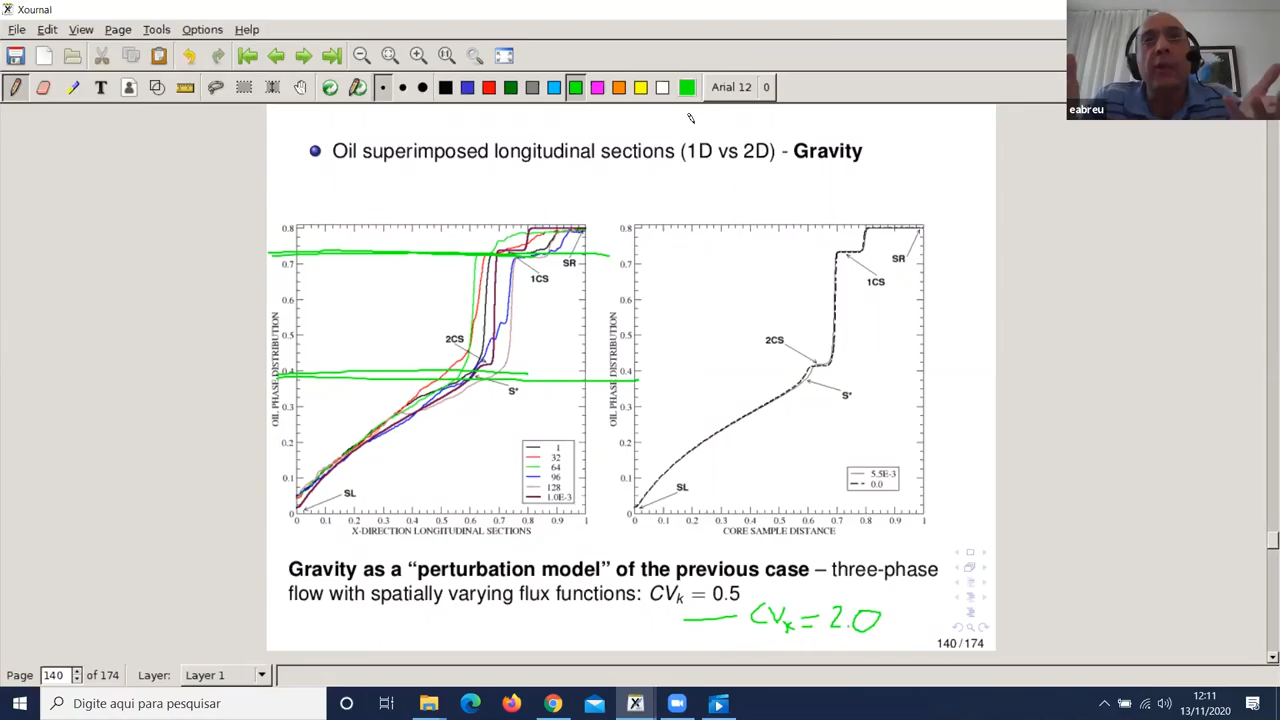 Xournal
File Edit View Page Tools Options Help
Arial 12 0
eabreu
Oil superimposed longitudinal sections (1D vs 2D) - Gravity
0.8
0.7
0.6
0.5
0.4
0.3
0.2
0.1
0
OIL PHASE DISTRIBUTION
SR
1CS
2CS
S*
SL
1
32
64
96
128
1.0E-3
0 0.1 0.2 0.3 0.4 0.5 0.6 0.7 0.8 0.9 1
X-DIRECTION LONGITUDINAL SECTIONS
0.8
0.7
0.6
0.5
0.4
0.3
0.2
0.1
0
OIL PHASE DISTRIBUTION
SR
1CS
2CS
S*
SL
5.5E-3
0.0
0 0.1 0.2 0.3 0.4 0.5 0.6 0.7 0.8 0.9 1
CORE SAMPLE DISTANCE
Gravity as a “perturbation model” of the previous case – three-phase
flow with spatially varying flux functions: CVₖ = 0.5
CVₖ = 2.0
140 / 174
Page 140 of 174 Layer: Layer 1
Digite aqui para pesquisar
12:11
13/11/2020